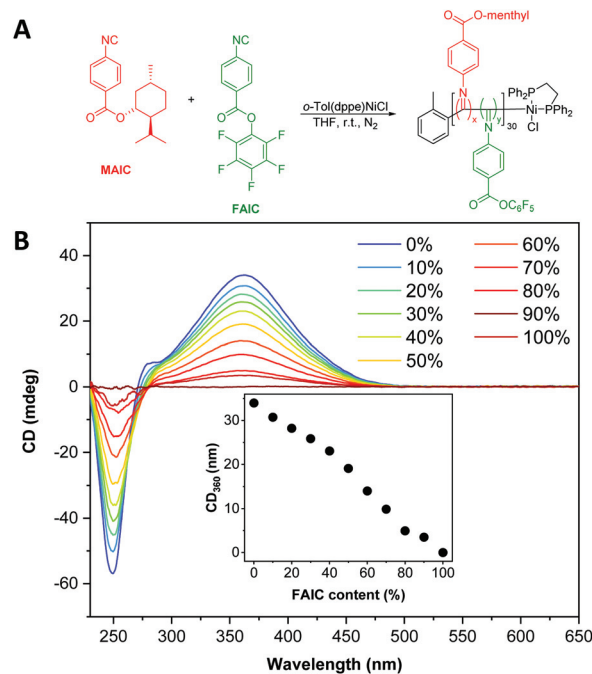 A
NC
O
O
MAIC
+
NC
O
O
F
F
F
F
F
FAIC
o-Tol(dppe)NiCl
THF, r.t., N2
O
O-menthyl
N
x
y
30
N
Ph2P
Ni
PPh2
Cl
O
OC6F5
B
CD (mdeg)
40
20
0
-20
-40
-60
0%
10%
20%
30%
40%
50%
60%
70%
80%
90%
100%
CD360 (nm)
30
20
10
0
0 20 40 60 80 100
FAIC content (%)
250 300 350 400 450 500 550 600 650
Wavelength (nm)